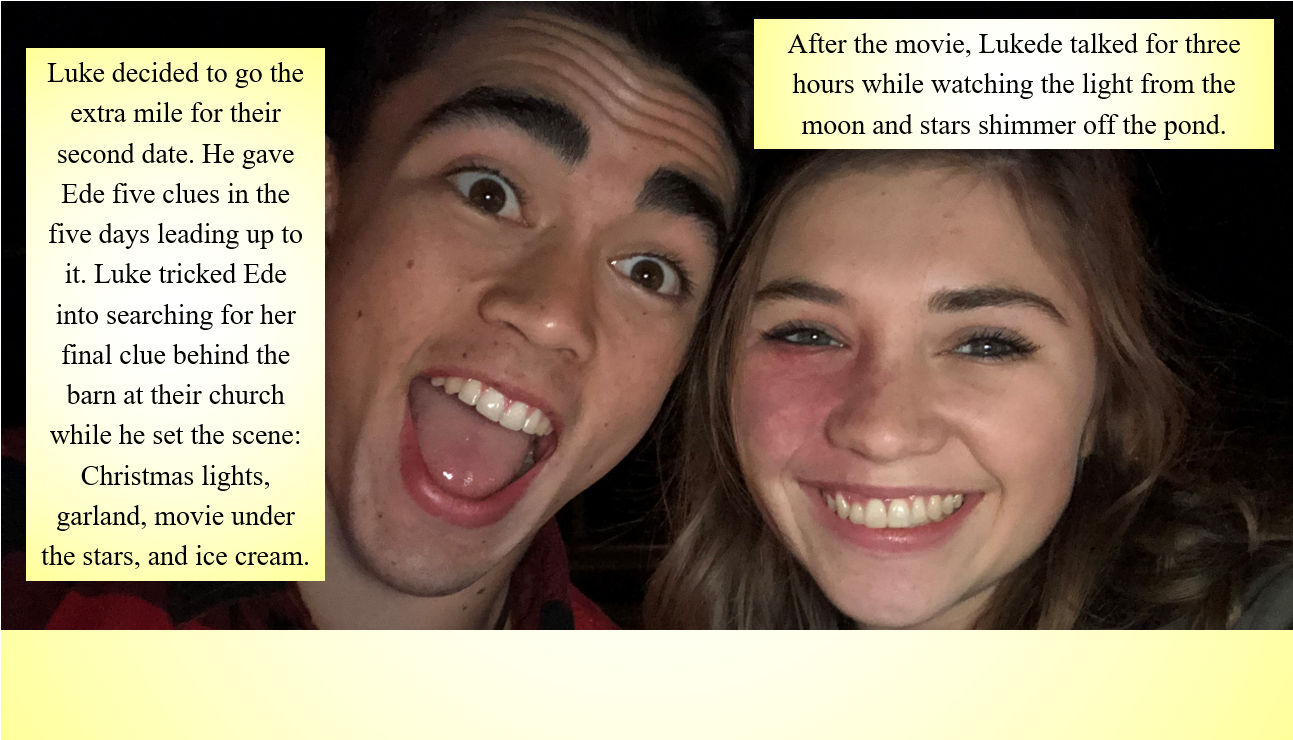 Luke decided to go the
extra mile for their
second date. He gave
Ede five clues in the
five days leading up to
it. Luke tricked Ede
into searching for her
final clue behind the
barn at their church
while he set the scene:
Christmas lights,
garland, movie under
the stars, and ice cream.
After the movie, Lukede talked for three
hours while watching the light from the
moon and stars shimmer off the pond.